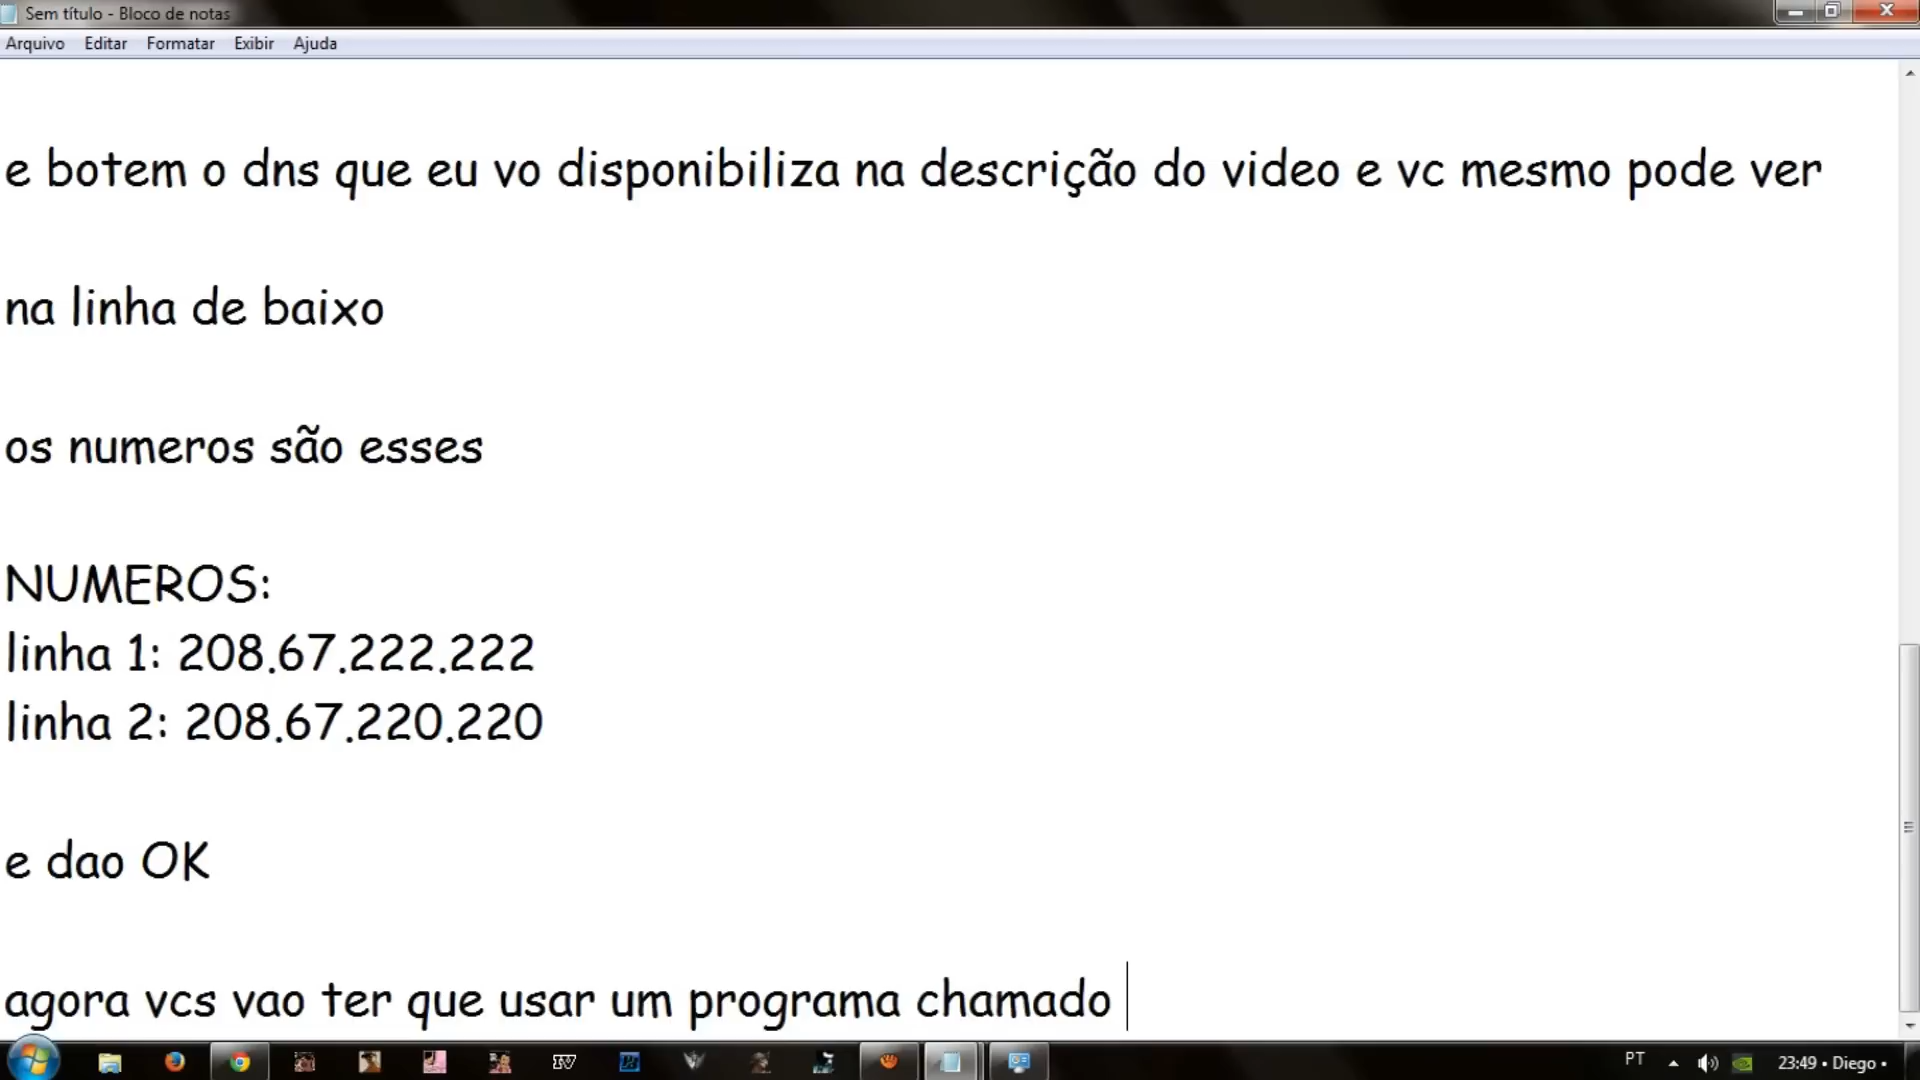 Sem título - Bloco de notas
Arquivo Editar Formatar Exibir Ajuda
e botem o dns que eu vo disponibiliza na descrição do video e vc mesmo pode ver
na linha de baixo
os numeros são esses
NUMEROS:
linha 1: 208.67.222.222
linha 2: 208.67.220.220
e dao OK
agora vcs vao ter que usar um programa chamado
IV
PT
23:49 • Diego •